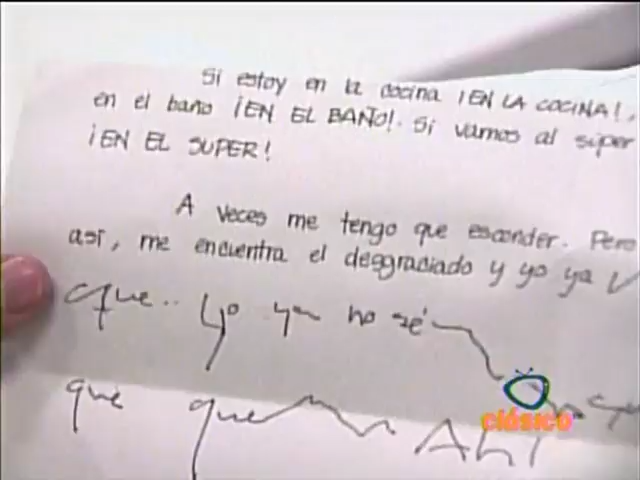 Si estoy en la cocina ¡EN LA COCINA!,
en el baño ¡EN EL BAÑO!. Si vamos al súper
¡EN EL SUPER!
A veces me tengo que esconder. Pero
así, me encuentra el desgraciado y yo ya
que.. yo ya no sé
que que AhÍ
clásico